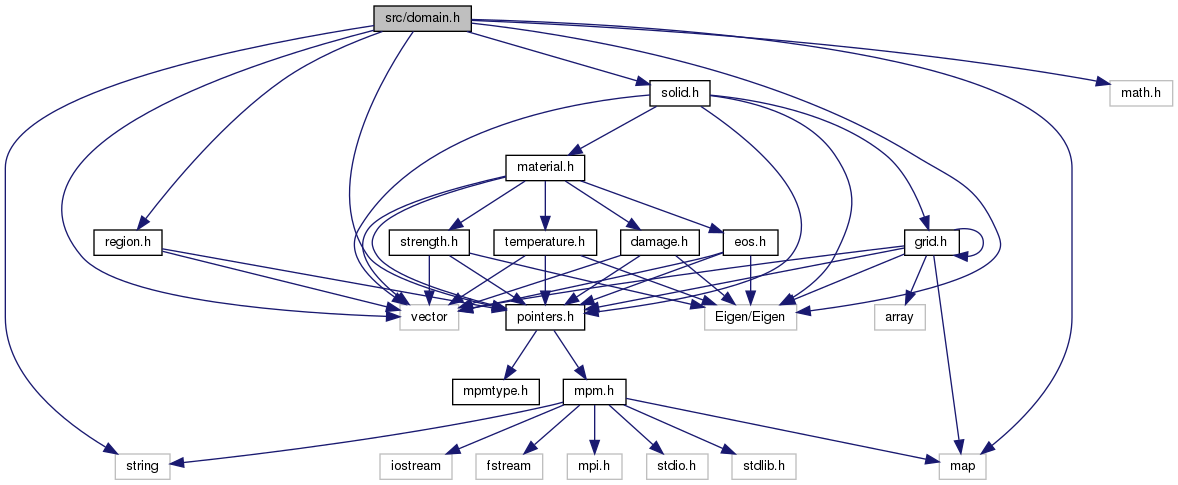 src/domain.h
solid.h
math.h
material.h
region.h
strength.h
temperature.h
damage.h
eos.h
grid.h
vector
pointers.h
Eigen/Eigen
array
mpmtype.h
mpm.h
string
iostream
fstream
mpi.h
stdio.h
stdlib.h
map